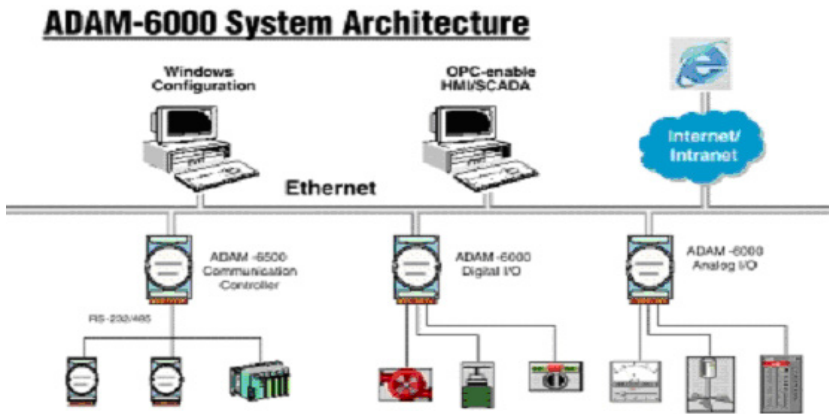 ADAM-6000 System Architecture
Windows
Configuration
OPC-enable
HMI/SCADA
Internet/
Intranet
Ethernet
ADAM -6500
Communication
Controller
ADAM -6000
Digital I/O
ADAM -6000
Analog I/O
RS-232/485